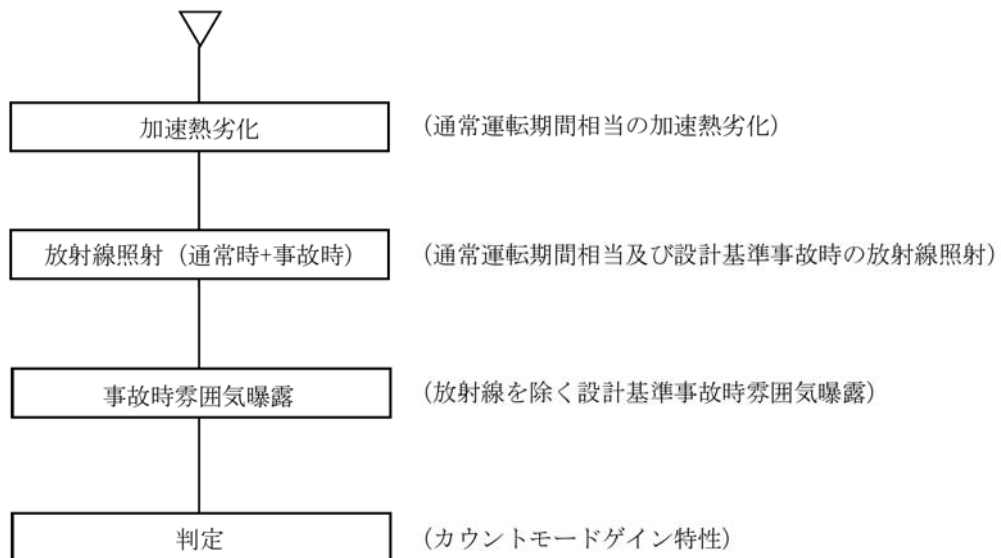 加速熱劣化
(通常運転期間相当の加速熱劣化)
放射線照射（通常時+事故時）
(通常運転期間相当及び設計基準事故時の放射線照射)
事故時雰囲気曝露
(放射線を除く設計基準事故時雰囲気曝露)
判定
(カウントモードゲイン特性)